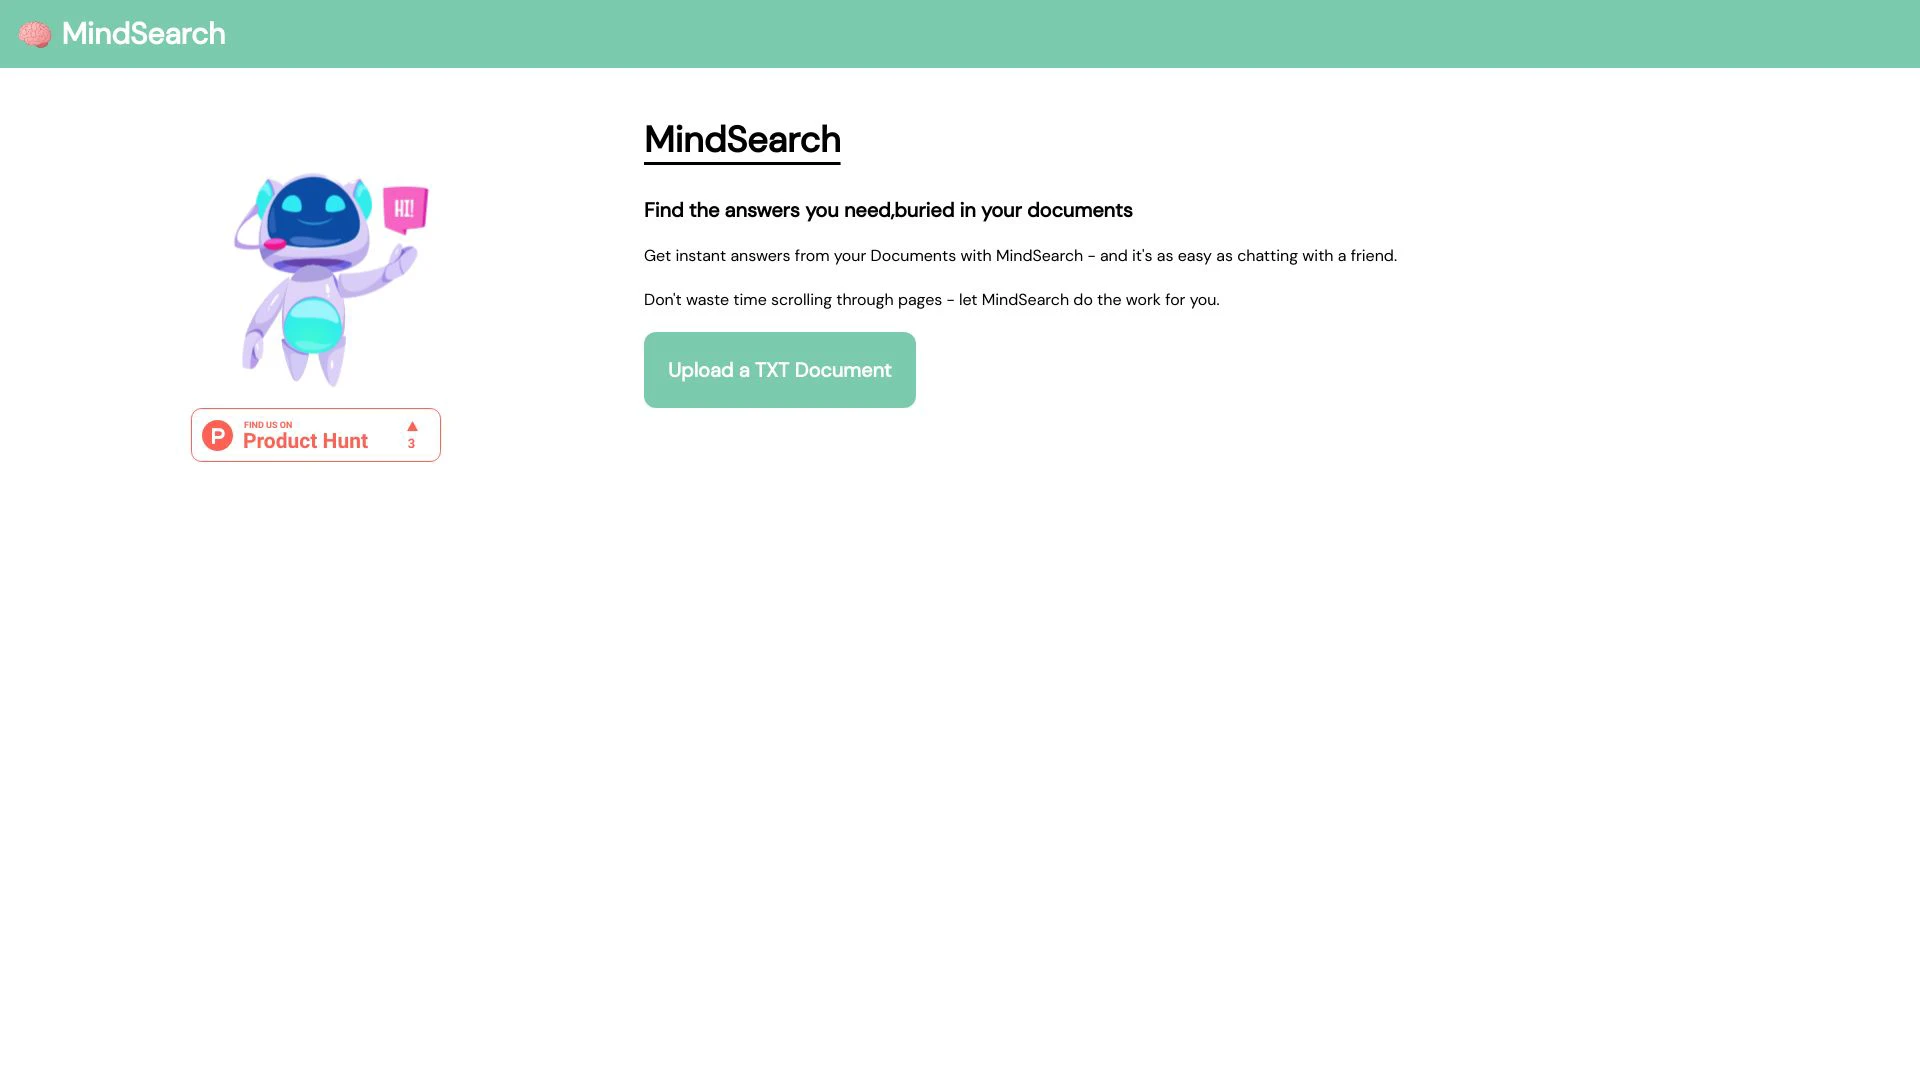 MindSearch
MindSearch
Find the answers you need,buried in your documents
Get instant answers from your Documents with MindSearch - and it's as easy as chatting with a friend.
Don't waste time scrolling through pages - let MindSearch do the work for you.
Upload a TXT Document
HI!
P
FIND US ON
Product Hunt
3